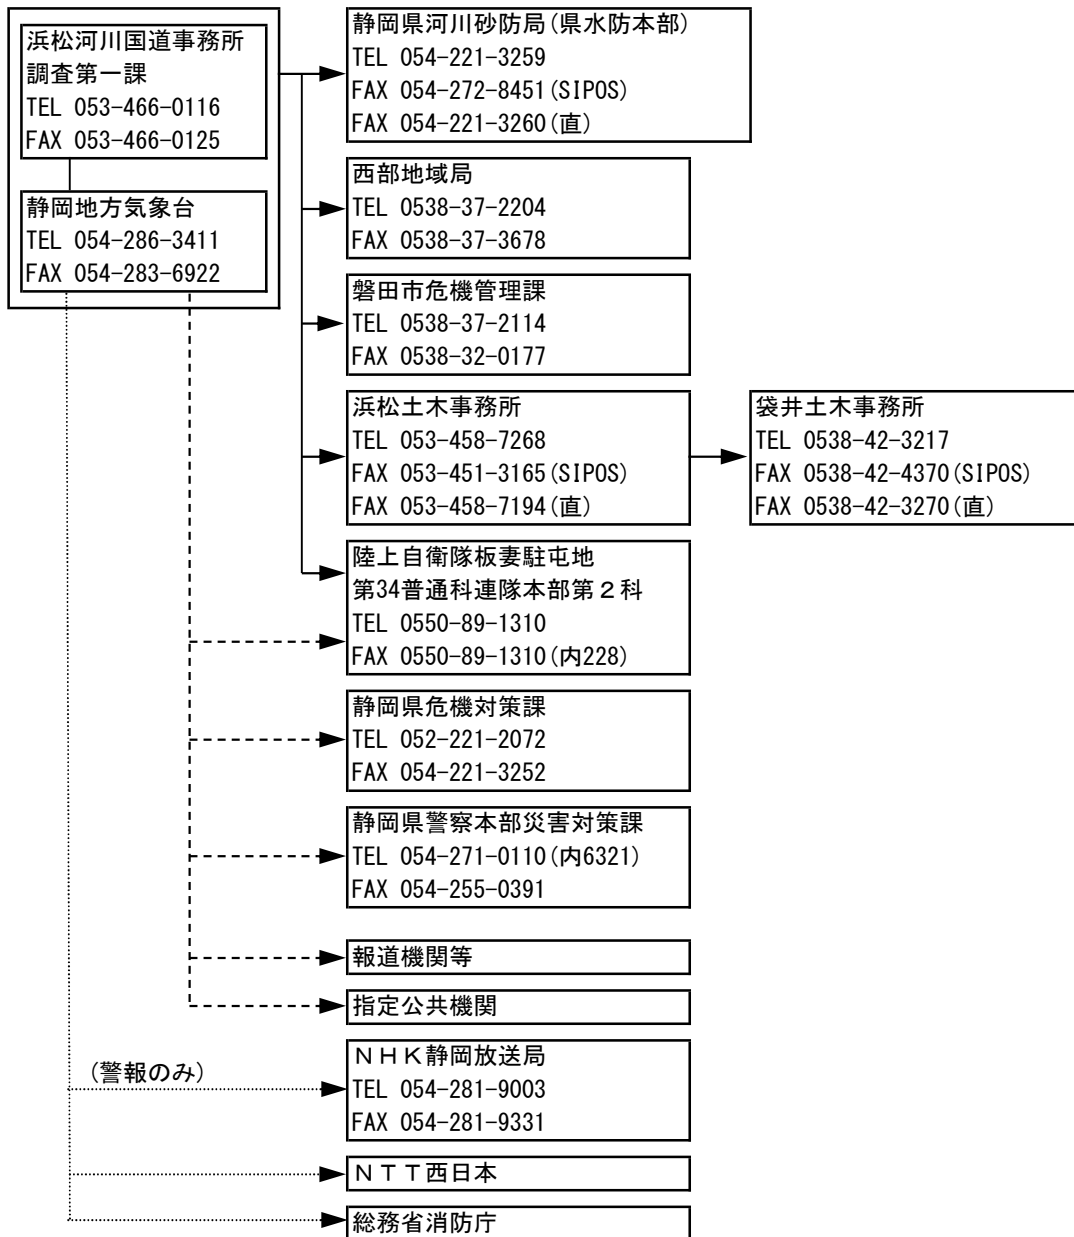 浜松河川国道事務所
調査第一課
TEL 053-466-0116
FAX 053-466-0125
静岡地方気象台
TEL 054-286-3411
FAX 054-283-6922
静岡県河川砂防局(県水防本部)
TEL 054-221-3259
FAX 054-272-8451(SIPOS)
FAX 054-221-3260(直)
西部地域局
TEL 0538-37-2204
FAX 0538-37-3678
磐田市危機管理課
TEL 0538-37-2114
FAX 0538-32-0177
浜松土木事務所
TEL 053-458-7268
FAX 053-451-3165(SIPOS)
FAX 053-458-7194(直)
袋井土木事務所
TEL 0538-42-3217
FAX 0538-42-4370(SIPOS)
FAX 0538-42-3270(直)
陸上自衛隊板妻駐屯地
第34普通科連隊本部第２科
TEL 0550-89-1310
FAX 0550-89-1310(内228)
静岡県危機対策課
TEL 052-221-2072
FAX 054-221-3252
静岡県警察本部災害対策課
TEL 054-271-0110(内6321)
FAX 054-255-0391
報道機関等
指定公共機関
(警報のみ)
ＮＨＫ静岡放送局
TEL 054-281-9003
FAX 054-281-9331
ＮＴＴ西日本
総務省消防庁